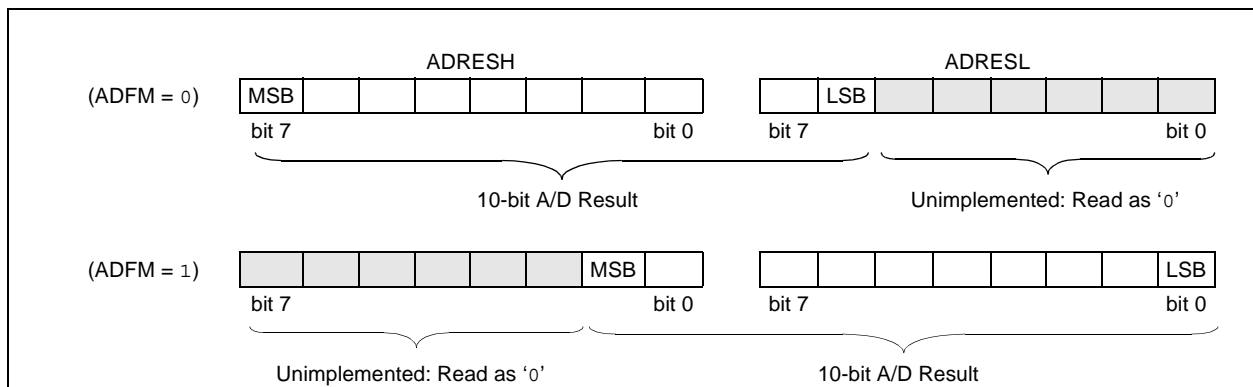 ADRESH ADRESL
(ADFM = 0) MSB LSB
bit 7 bit 0 bit 7 bit 0
10-bit A/D Result Unimplemented: Read as ‘0’
(ADFM = 1) MSB LSB
bit 7 bit 0 bit 7 bit 0
Unimplemented: Read as ‘0’ 10-bit A/D Result